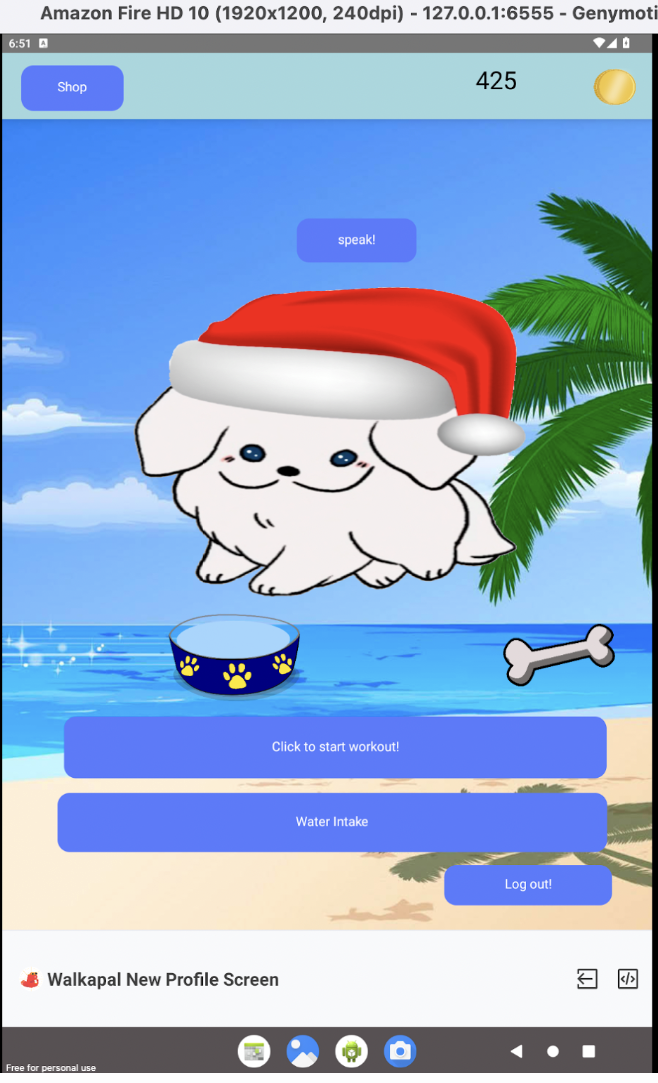 Amazon Fire HD 10 (1920x1200, 240dpi) - 127.0.0.1:6555 - Genymoti
6:51 A
Shop
425
speak!
Click to start workout!
Water Intake
Log out!
Walkapal New Profile Screen
Free for personal use